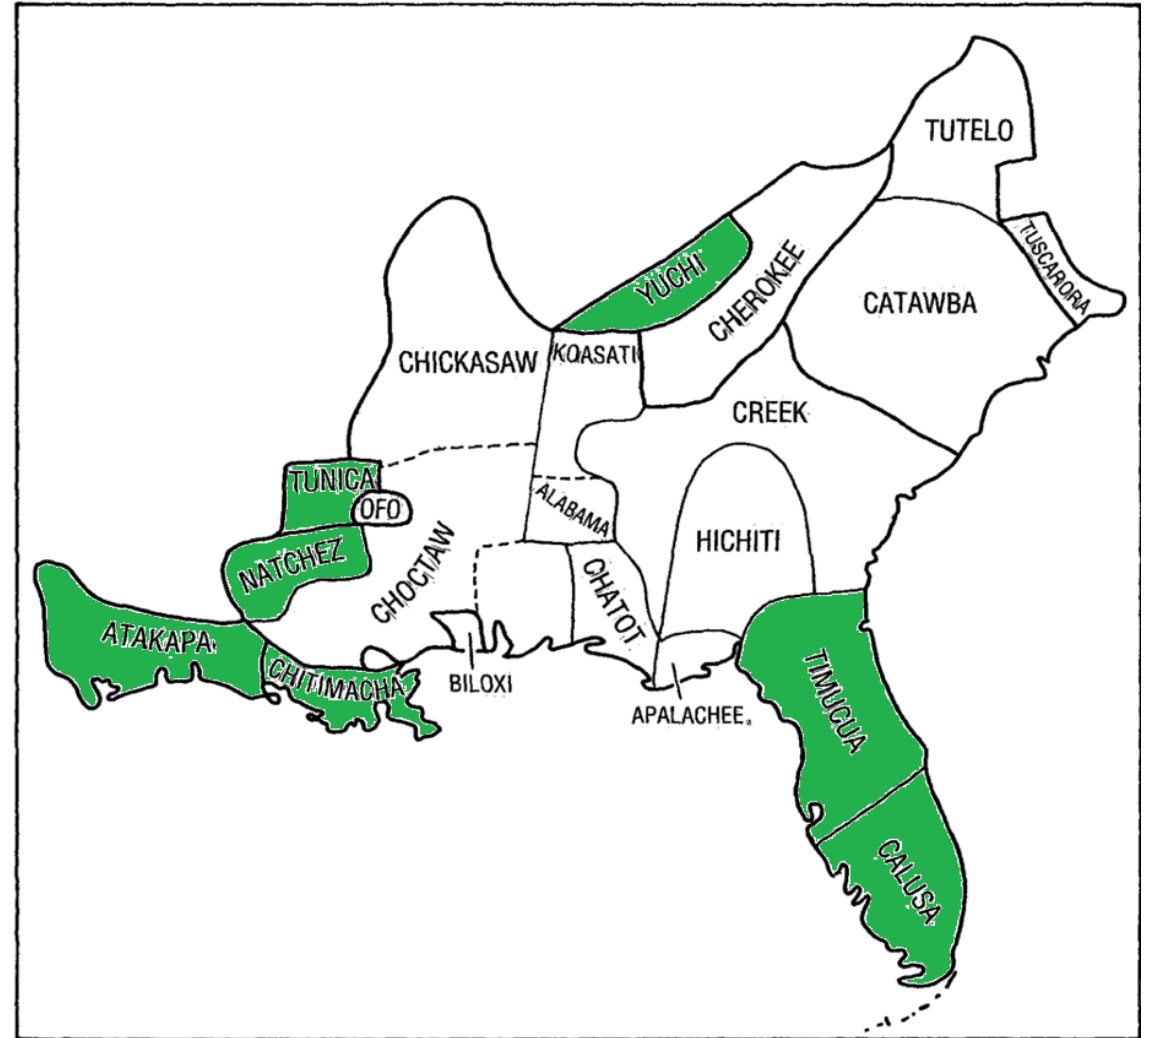 TUTELO
TUSCARORA
YUCHI
CHEROKEE
CATAWBA
CHICKASAW
KOASATI
CREEK
TUNICA
OFO
ALABAMA
HICHITI
NATCHEZ
CHOCTAW
CHATOT
ATAKAPA
CHITIMACHA
BILOXI
APALACHEE
TIMUCUA
CALUSA